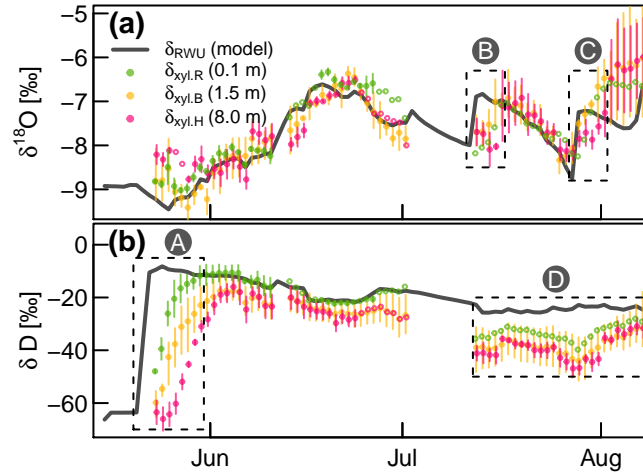 (a)
δRWU (model)
δxyl.R (0.1 m)
δxyl.B (1.5 m)
δxyl.H (8.0 m)
B
C
−5
−6
−7
−8
−9
δ18O [‰]
(b)
A
D
0
−20
−40
−60
δ D [‰]
Jun
Jul
Aug